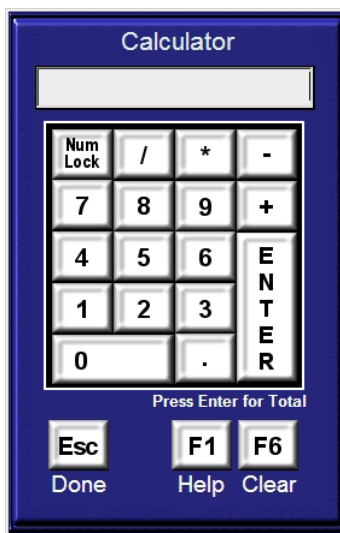 Calculator
Num Lock / * -
7 8 9 +
4 5 6 ENTER
1 2 3
0 .
Press Enter for Total
Esc F1 F6
Done Help Clear